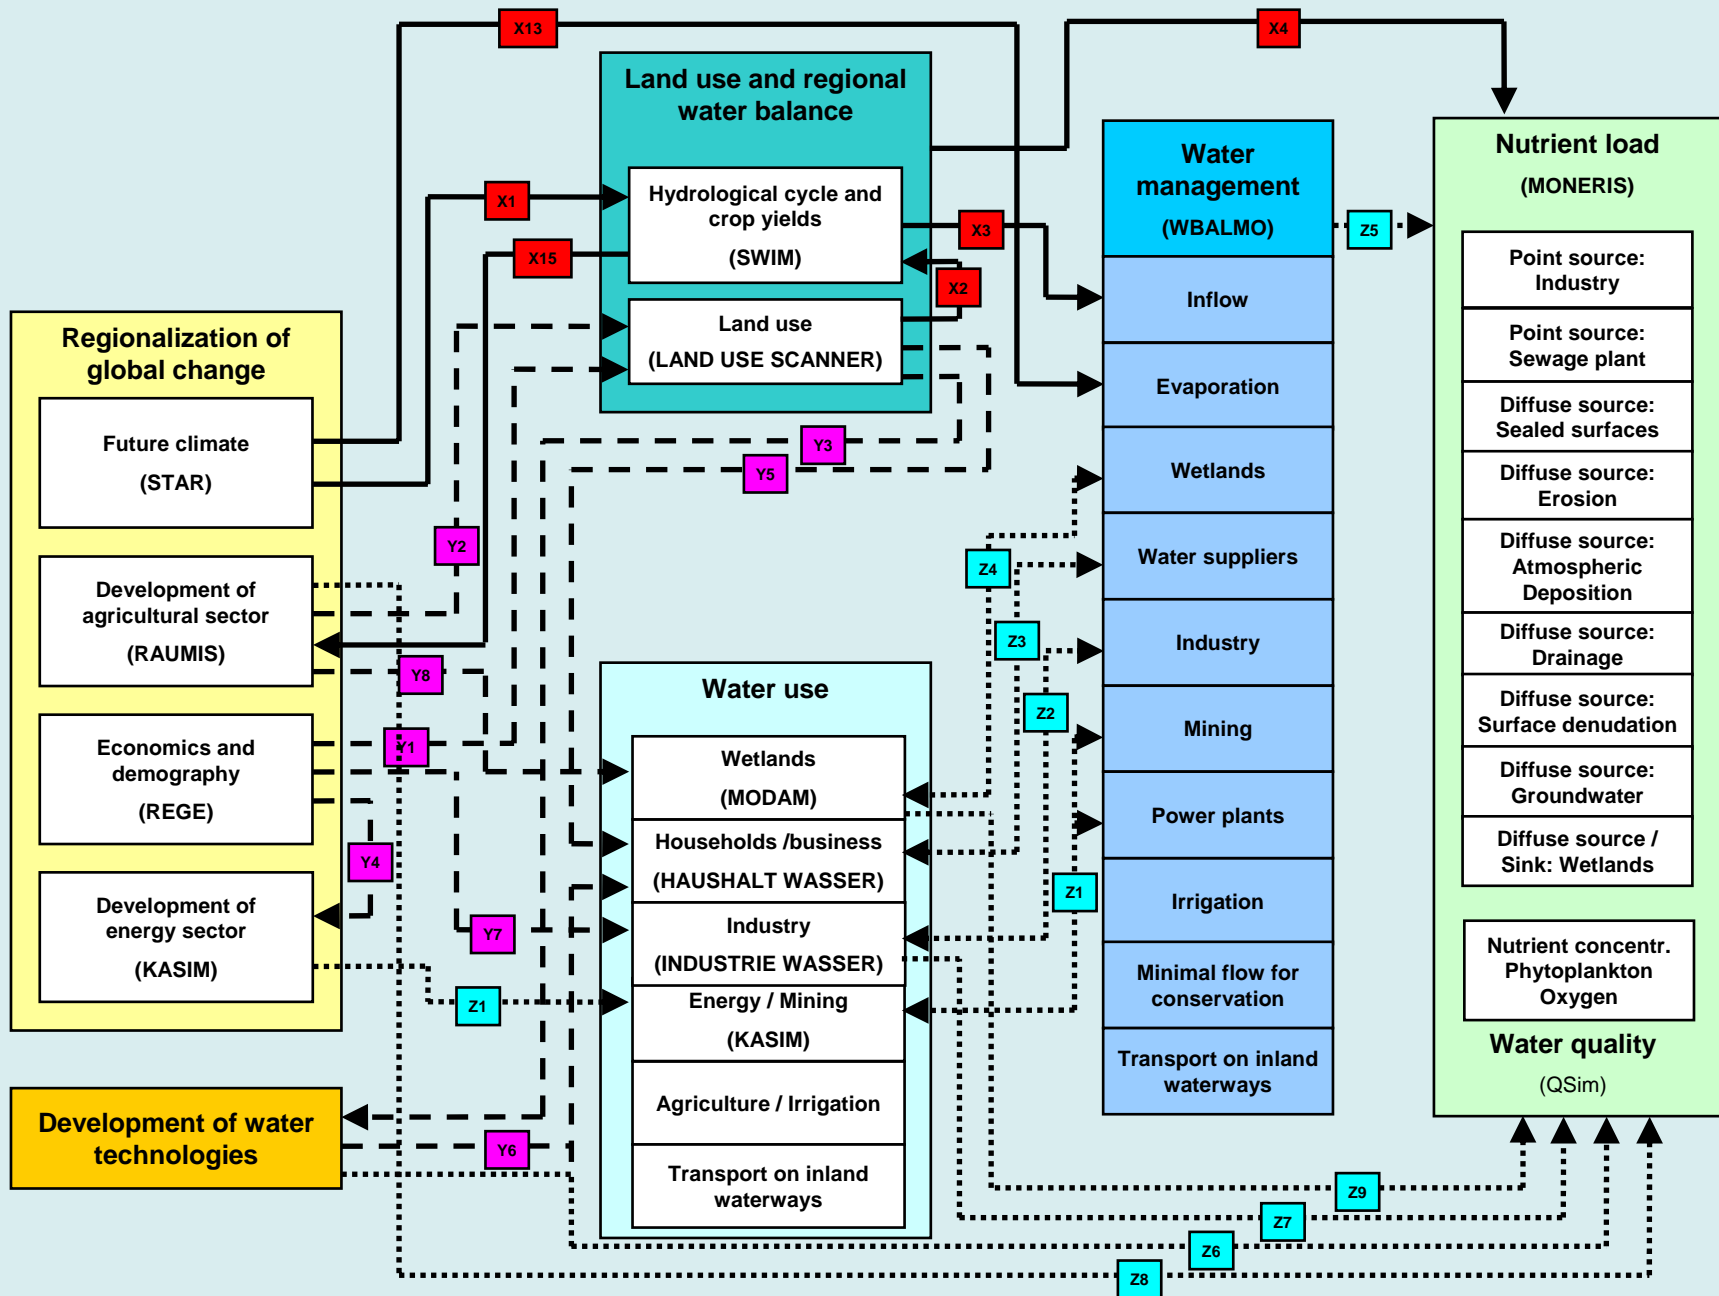 X13
X4
Land use and regional
water balance
Hydrological cycle and
crop yields
(SWIM)
Land use
(LAND USE SCANNER)
X1
X15
X3
X2
Regionalization of
global change
Future climate
(STAR)
Development of
agricultural sector
(RAUMIS)
Economics and
demography
(REGE)
Development of
energy sector
(KASIM)
Development of water
technologies
Y3
Y5
Y2
Y8
Y1
Y4
Y7
Z1
Y6
Water use
Wetlands
(MODAM)
Households /business
(HAUSHALT WASSER)
Industry
(INDUSTRIE WASSER)
Energy / Mining
(KASIM)
Agriculture / Irrigation
Transport on inland
waterways
Z4
Z3
Z2
Z1
Water
management
(WBALMO)
Inflow
Evaporation
Wetlands
Water suppliers
Industry
Mining
Power plants
Irrigation
Minimal flow for
conservation
Transport on inland
waterways
Z5
Nutrient load
(MONERIS)
Point source:
Industry
Point source:
Sewage plant
Diffuse source:
Sealed surfaces
Diffuse source:
Erosion
Diffuse source:
Atmospheric
Deposition
Diffuse source:
Drainage
Diffuse source:
Surface denudation
Diffuse source:
Groundwater
Diffuse source /
Sink: Wetlands
Nutrient concentr.
Phytoplankton
Oxygen
Water quality
(QSim)
Z9
Z7
Z6
Z8